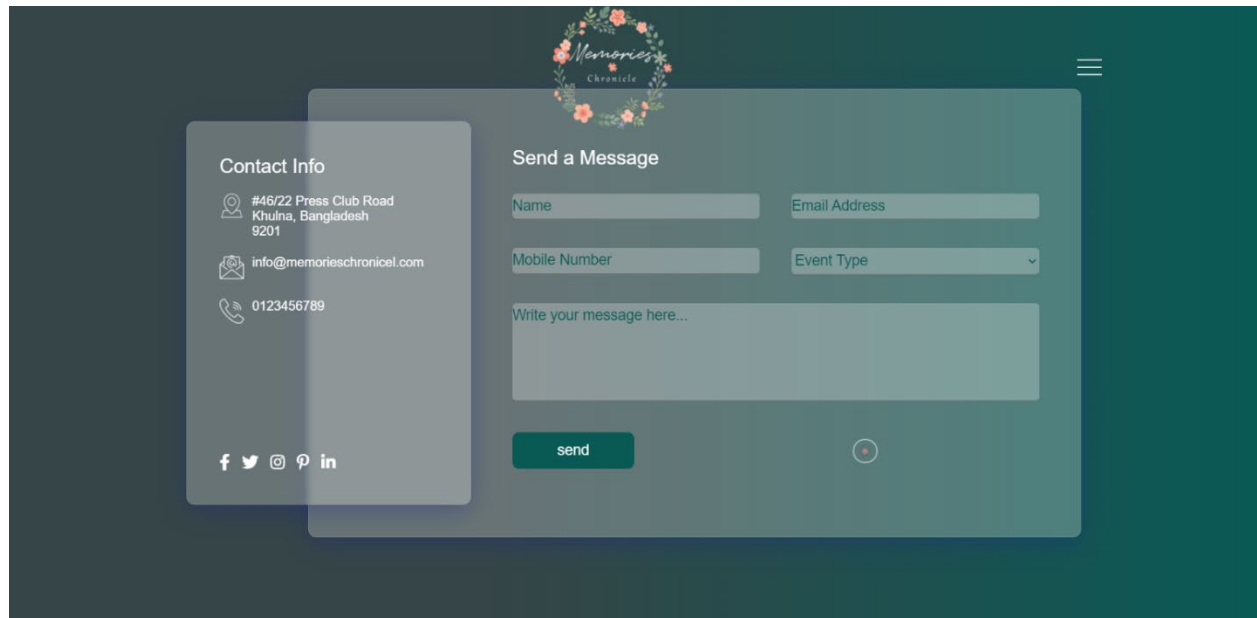 Memories
Chronicle
Contact Info
#46/22 Press Club Road
Khulna, Bangladesh
9201
info@memorieschronicel.com
0123456789
Send a Message
Name
Email Address
Mobile Number
Event Type
Write your message here...
send